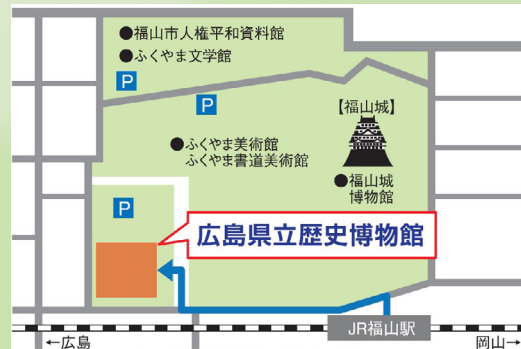 ●福山市人権平和資料館
●ふくやま文学館
P
P
【福山城】
●ふくやま美術館
ふくやま書道美術館
●福山城
博物館
P
広島県立歴史博物館
JR福山駅
←広島
岡山→